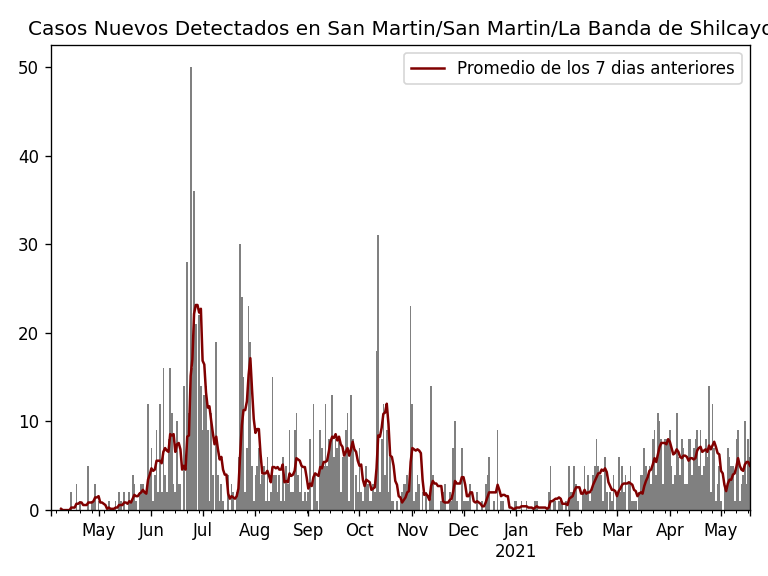 Casos Nuevos Detectados en San Martin/San Martin/La Banda de Shilcayo
Promedio de los 7 dias anteriores
50
40
30
20
10
0
May Jun Jul Aug Sep Oct Nov Dec Jan Feb Mar Apr May
2021